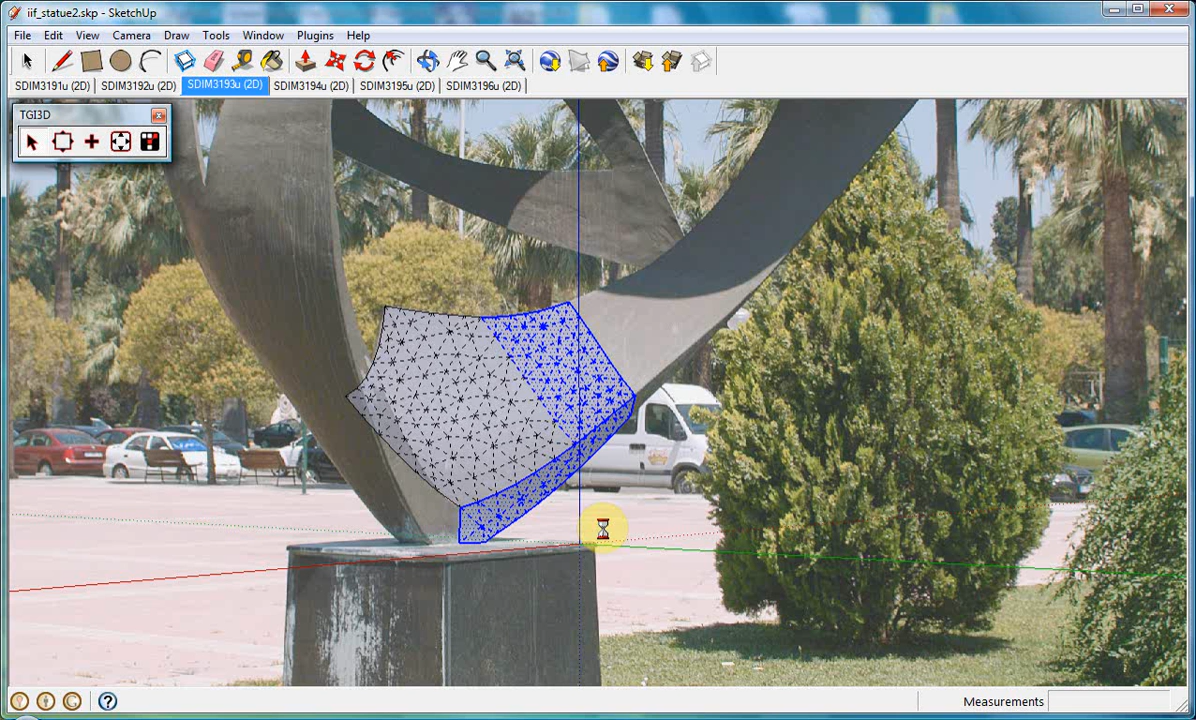 iif_statue2.skp - SketchUp
File Edit View Camera Draw Tools Window Plugins Help
SDIM3191u (2D) SDIM3192u (2D) SDIM3193u (2D) SDIM3194u (2D) SDIM3195u (2D) SDIM3196u (2D)
TGI3D
Measurements